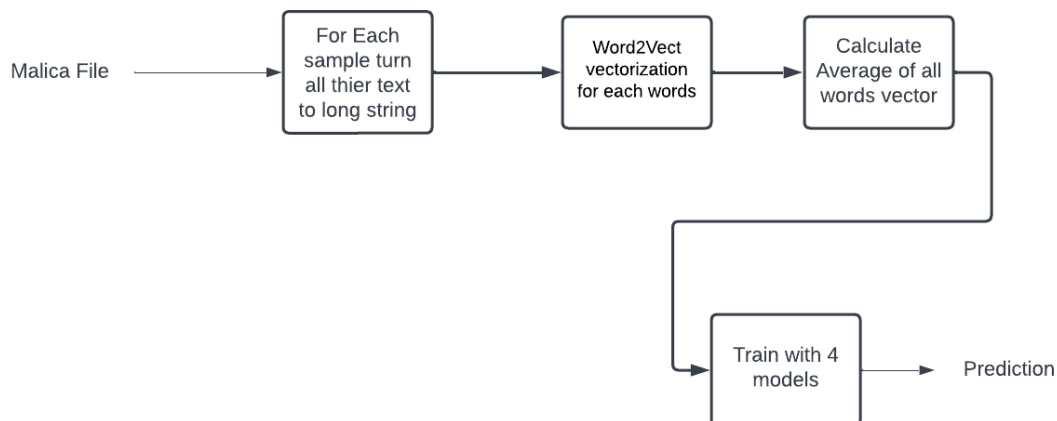 Malica File
For Each
sample turn
all thier text
to long string
Word2Vect
vectorization
for each words
Calculate
Average of all
words vector
Train with 4
models
Prediction